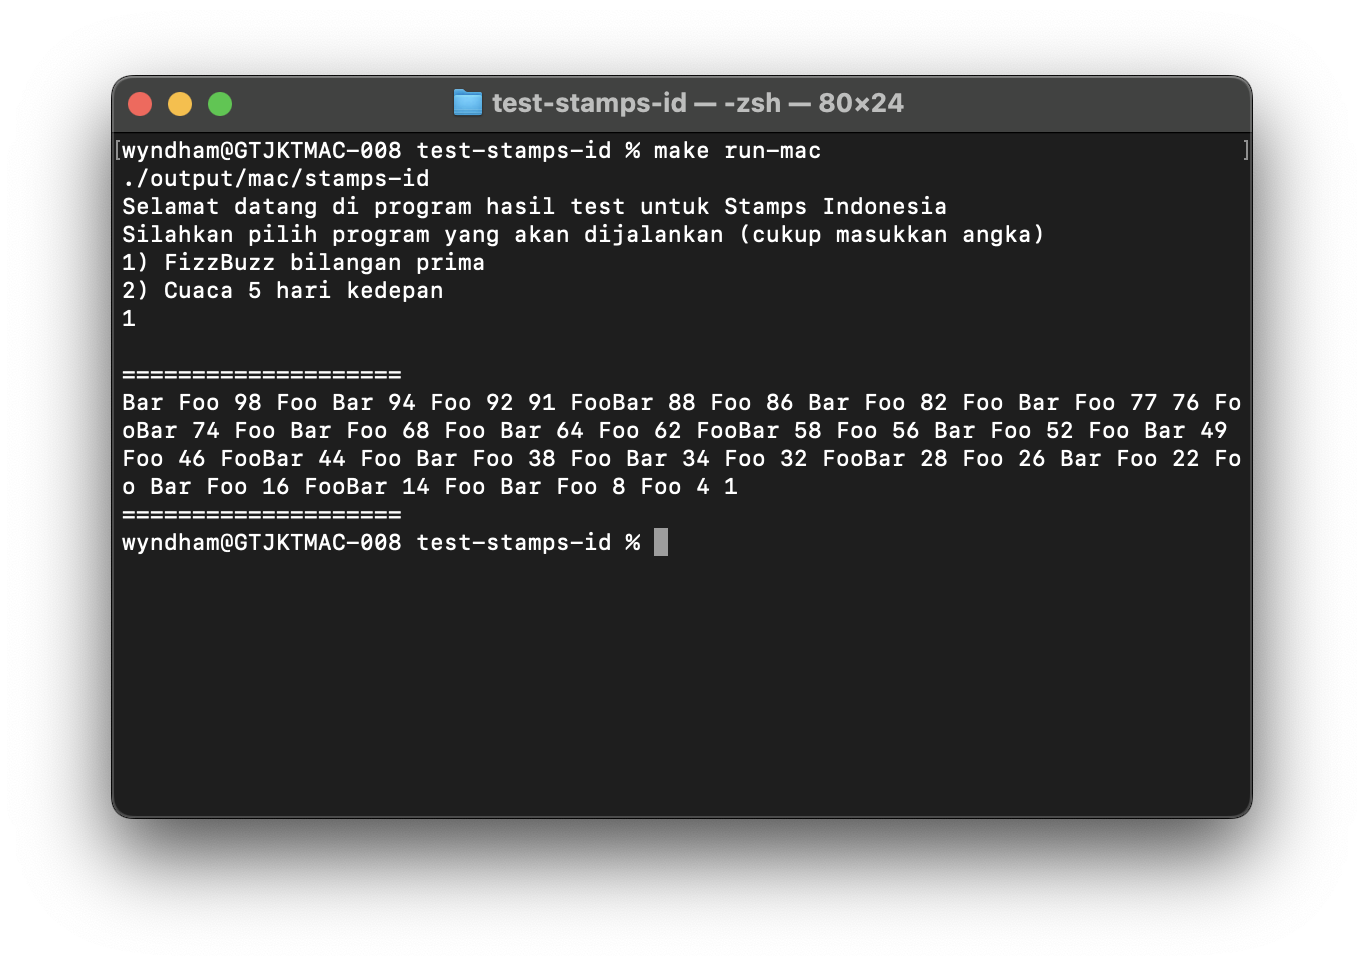 test-stamps-id — -zsh — 80×24
[wyndham@GTJKTMAC-008 test-stamps-id % make run-mac ]
./output/mac/stamps-id
Selamat datang di program hasil test untuk Stamps Indonesia
Silahkan pilih program yang akan dijalankan (cukup masukkan angka)
1) FizzBuzz bilangan prima
2) Cuaca 5 hari kedepan
1
====================
Bar Foo 98 Foo Bar 94 Foo 92 91 FooBar 88 Foo 86 Bar Foo 82 Foo Bar Foo 77 76 Fo
oBar 74 Foo Bar Foo 68 Foo Bar 64 Foo 62 FooBar 58 Foo 56 Bar Foo 52 Foo Bar 49
Foo 46 FooBar 44 Foo Bar Foo 38 Foo Bar 34 Foo 32 FooBar 28 Foo 26 Bar Foo 22 Fo
o Bar Foo 16 FooBar 14 Foo Bar Foo 8 Foo 4 1
====================
wyndham@GTJKTMAC-008 test-stamps-id %